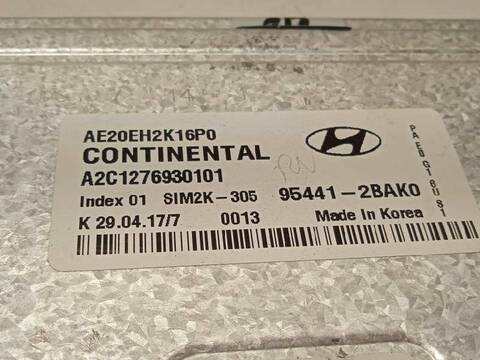 AE20EH2K16P0
CONTINENTAL
A2C1276930101
Index 01 SIM2K-305 95441-2BAK0
K 29.04.17/7 0013 Made in Korea